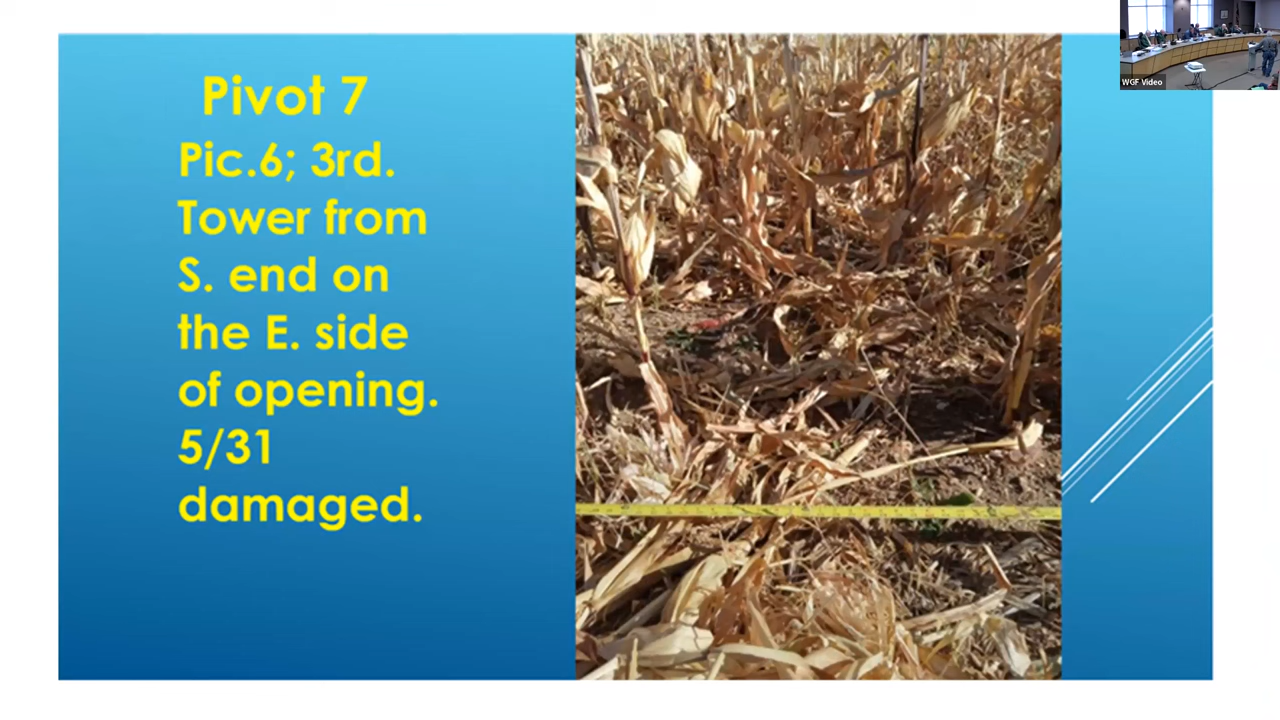 Pivot 7
Pic.6; 3rd.
Tower from
S. end on
the E. side
of opening.
5/31
damaged.
WGF Video